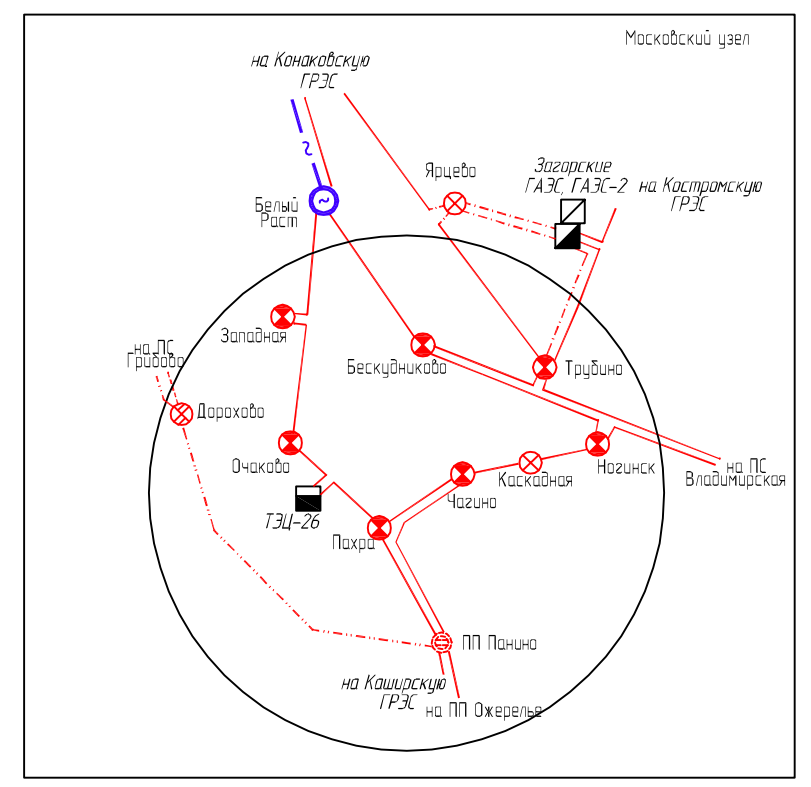 Московский узел
на Конаковскую
ГРЭС
Ярцево
Загорские
ГАЭС, ГАЭС-2
на Костромскую
ГРЭС
Белый
Раст
Западная
на ПС
Грибово
Бескудниково
Трубино
Дорохово
Очаково
Ногинск
Каскадная
на ПС
Владимирская
Чагино
ТЭЦ-26
Пахра
ПП Панино
на Каширскую
ГРЭС
на ПП Ожерелье